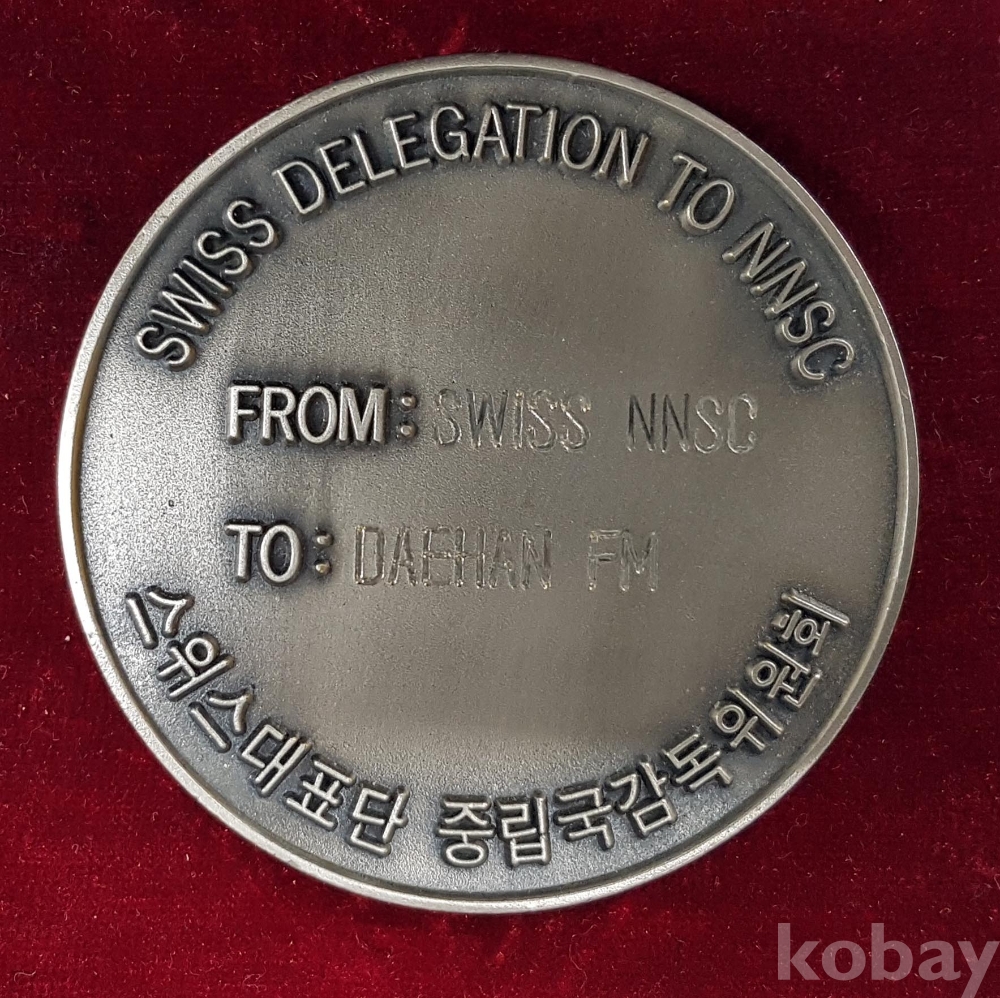 SWISS DELEGATION TO NNSC
FROM: SWISS NNSC
TO: DAEHAN FM
스위스대표단 중립국감독위원회
kobay